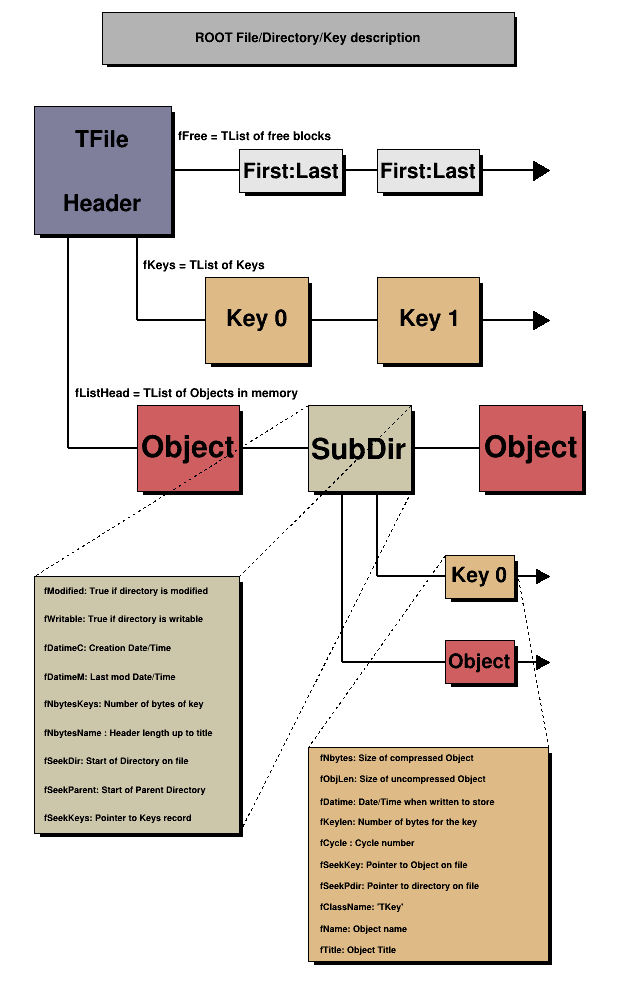 ROOT File/Directory/Key description
TFile
Header
fFree = TList of free blocks
First:Last
First:Last
fKeys = TList of Keys
Key 0
Key 1
fListHead = TList of Objects in memory
Object
SubDir
Object
Key 0
Object
fModified: True if directory is modified
fWritable: True if directory is writable
fDatimeC: Creation Date/Time
fDatimeM: Last mod Date/Time
fNbytesKeys: Number of bytes of key
fNbytesName : Header length up to title
fSeekDir: Start of Directory on file
fSeekParent: Start of Parent Directory
fSeekKeys: Pointer to Keys record
fNbytes: Size of compressed Object
fObjLen: Size of uncompressed Object
fDatime: Date/Time when written to store
fKeylen: Number of bytes for the key
fCycle : Cycle number
fSeekKey: Pointer to Object on file
fSeekPdir: Pointer to directory on file
fClassName: 'TKey'
fName: Object name
fTitle: Object Title